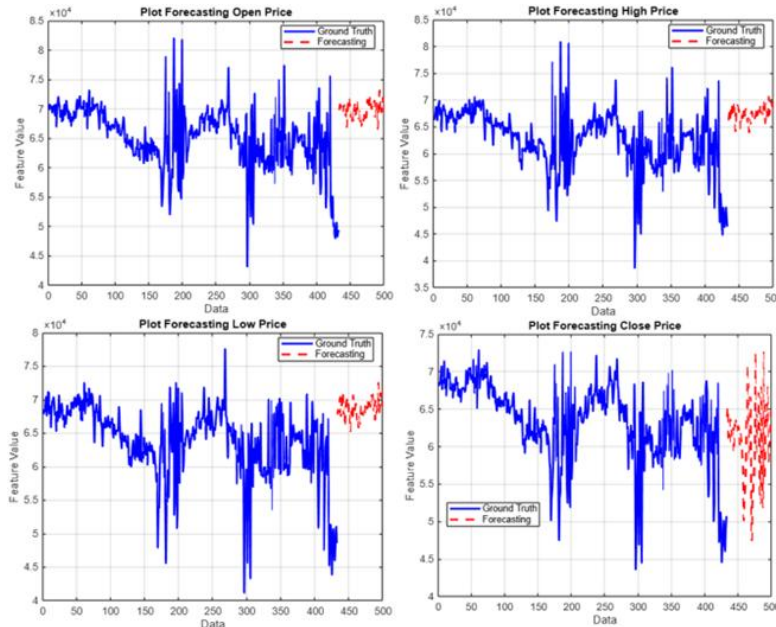 Plot Forecasting Open Price
×10⁴
8.5
8
7.5
7
6.5
6
5.5
5
4.5
4
Feature Value
Ground Truth
Forecasting
0 50 100 150 200 250 300 350 400 450 500
Data
Plot Forecasting High Price
×10⁴
8.5
8
7.5
7
6.5
6
5.5
5
4.5
4
3.5
Feature Value
Ground Truth
Forecasting
0 50 100 150 200 250 300 350 400 450 500
Data
Plot Forecasting Low Price
×10⁴
8
7.5
7
6.5
6
5.5
5
4.5
4
Feature Value
Ground Truth
Forecasting
0 50 100 150 200 250 300 350 400 450 500
Data
Plot Forecasting Close Price
×10⁴
7.5
7
6.5
6
5.5
5
4.5
4
Feature Value
Ground Truth
Forecasting
0 50 100 150 200 250 300 350 400 450 500
Data